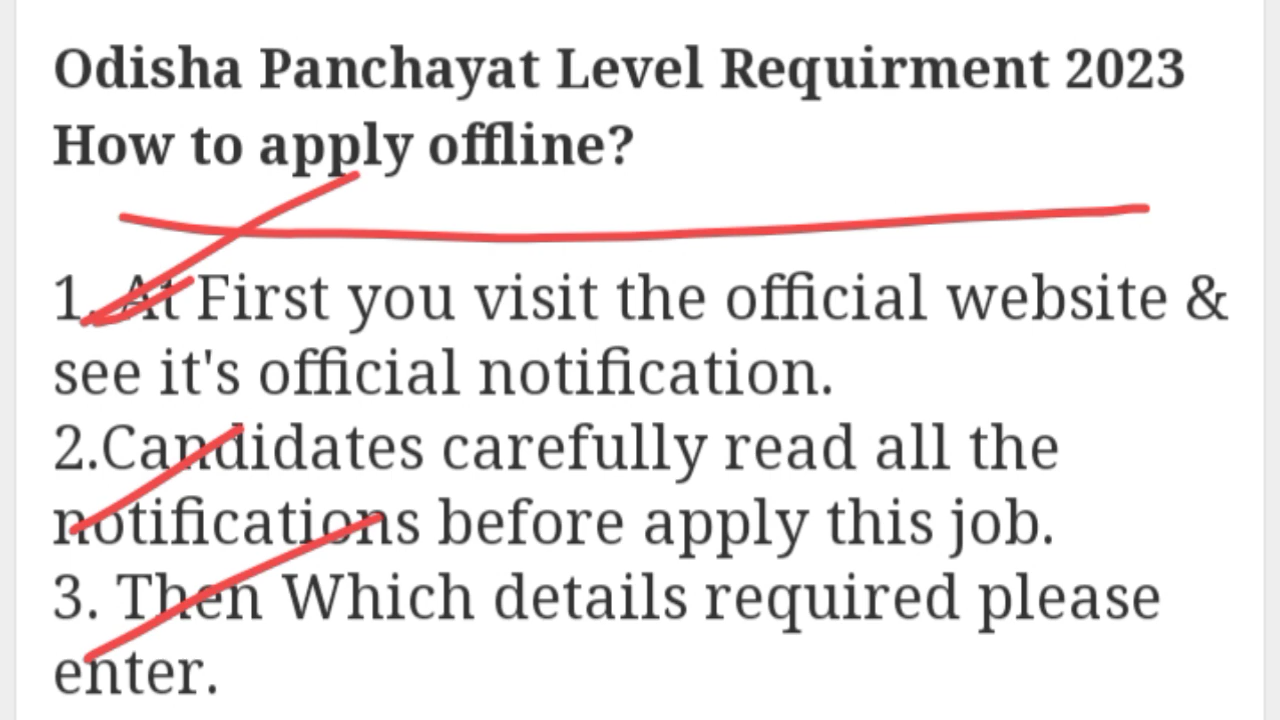 Odisha Panchayat Level Requirment 2023
How to apply offline?
1. At First you visit the official website &
see it's official notification.
2.Candidates carefully read all the
notifications before apply this job.
3. Then Which details required please
enter.